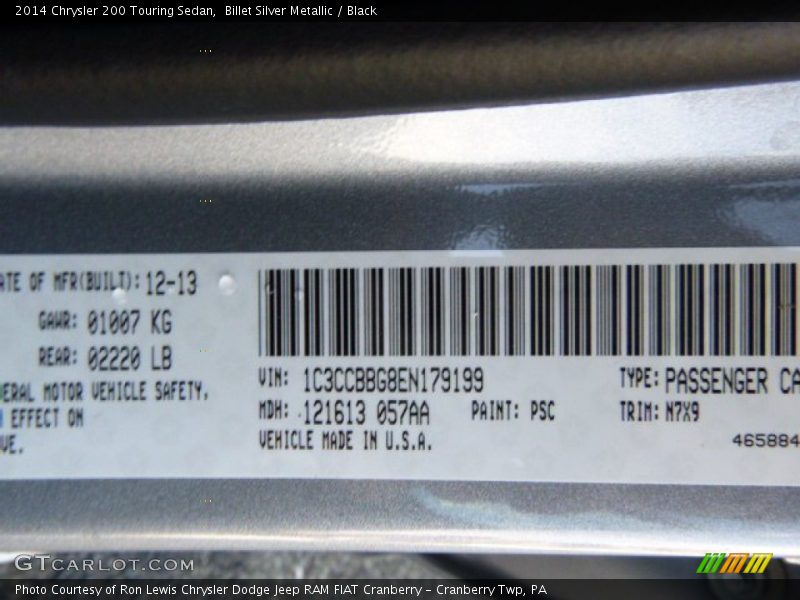 2014 Chrysler 200 Touring Sedan,  Billet Silver Metallic / Black
ATE OF MFR(BUILT): 12-13
GAWR: 01007 KG
REAR: 02220 LB
NERAL MOTOR VEHICLE SAFETY,
EFFECT ON
VE.
VIN: 1C3CCBBG8EN179199 TYPE: PASSENGER CA
MDH: 121613 057AA PAINT: PSC TRIM: N7X9
VEHICLE MADE IN U.S.A.
465884
GTCARLOT.COM
Photo Courtesy of Ron Lewis Chrysler Dodge Jeep RAM FIAT Cranberry – Cranberry Twp, PA